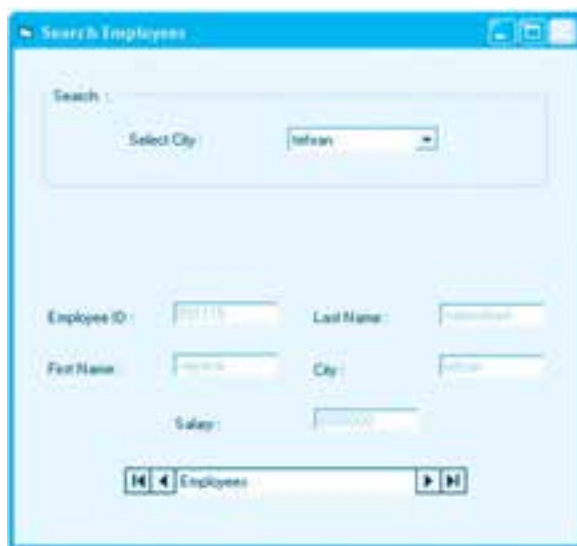 Search Employees
Search :
Select City :
tehran
Employee ID :
Last Name :
First Name :
City :
Salary :
Employees